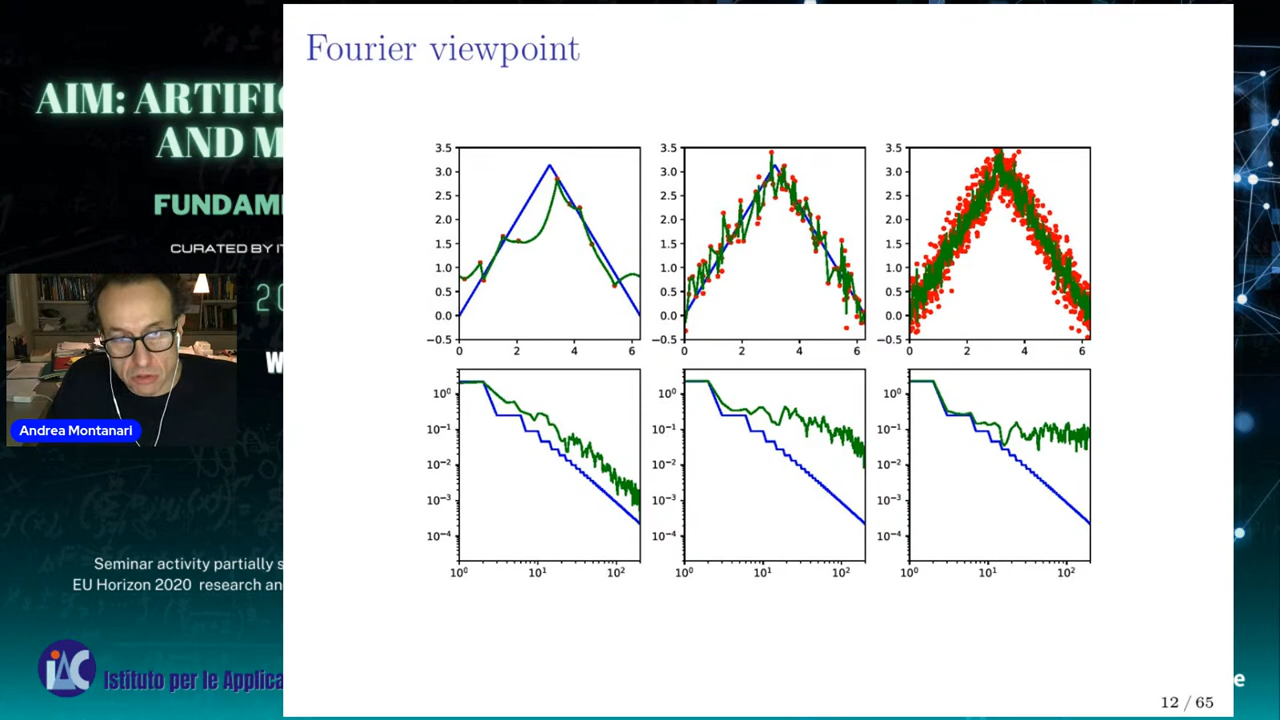 Fourier viewpoint
AIM: ARTIFI
AND M
FUNDAM
CURATED BY I
20
W
Andrea Montanari
Seminar activity partially s
EU Horizon 2020 research an
iAC
Istituto per le Applica
e
3.5 3.5 3.5
3.0 3.0 3.0
2.5 2.5 2.5
2.0 2.0 2.0
1.5 1.5 1.5
1.0 1.0 1.0
0.5 0.5 0.5
0.0 0.0 0.0
−0.5 −0.5 −0.5
0 2 4 6 0 2 4 6 0 2 4 6
10⁰ 10⁰ 10⁰
10⁻¹ 10⁻¹ 10⁻¹
10⁻² 10⁻² 10⁻²
10⁻³ 10⁻³ 10⁻³
10⁻⁴ 10⁻⁴ 10⁻⁴
10⁰ 10¹ 10² 10⁰ 10¹ 10² 10⁰ 10¹ 10²
12 / 65